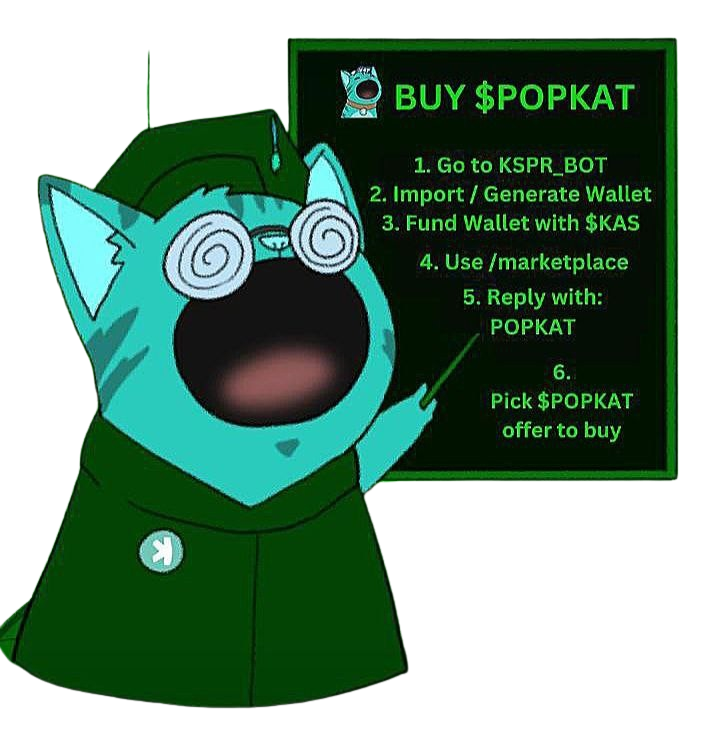 BUY $POPKAT
1. Go to KSPR_BOT
2. Import / Generate Wallet
3. Fund Wallet with $KAS
4. Use /marketplace
5. Reply with:
POPKAT
6.
Pick $POPKAT
offer to buy